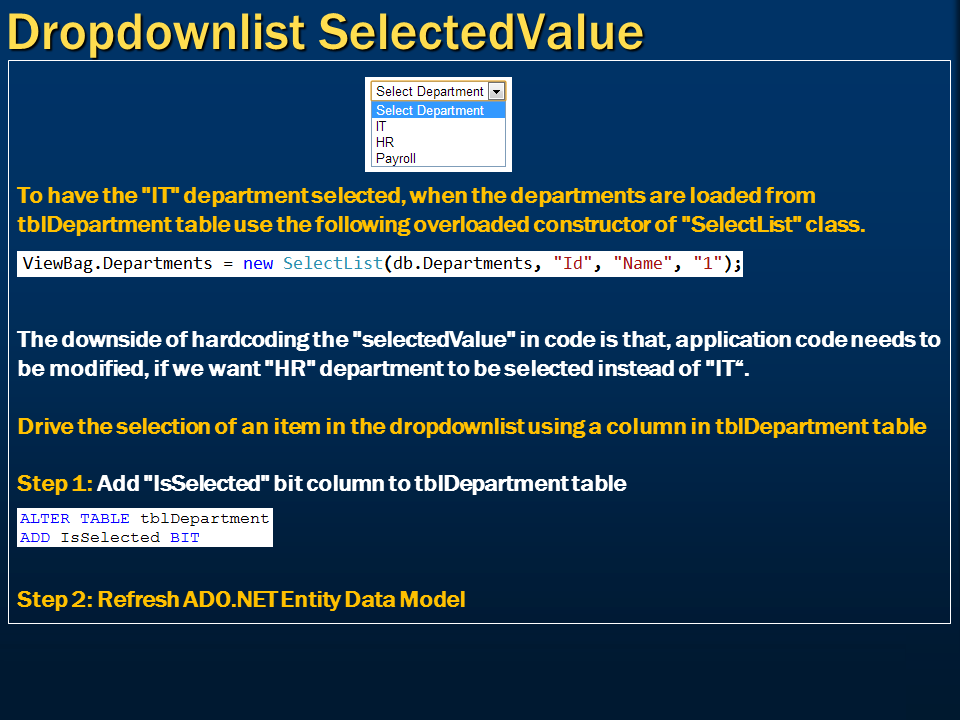 Dropdownlist SelectedValue
Select Department
Select Department
IT
HR
Payroll
To have the "IT" department selected, when the departments are loaded from
tblDepartment table use the following overloaded constructor of "SelectList" class.
ViewBag.Departments = new SelectList(db.Departments, "Id", "Name", "1");
The downside of hardcoding the "selectedValue" in code is that, application code needs to
be modified, if we want "HR" department to be selected instead of "IT“.
Drive the selection of an item in the dropdownlist using a column in tblDepartment table
Step 1: Add "IsSelected" bit column to tblDepartment table
ALTER TABLE tblDepartment
ADD IsSelected BIT
Step 2: Refresh ADO.NET Entity Data Model